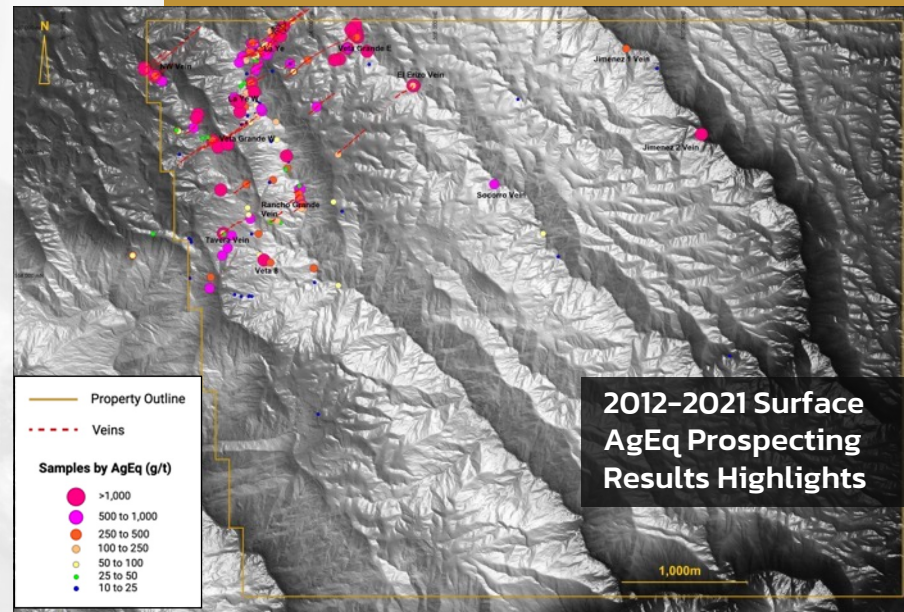 N
La Ye
Vela Grande E
NW Vein
El Erizo Vein
Jimenez 1 Vein
La Ye W
Veta Grande W
Jimenez 2 Vein
Socorro Vein
Rancho Grande
Vein
Tavera Vein
Veta 8
Property Outline
Veins
Samples by AgEq (g/t)
>1,000
500 to 1,000
250 to 500
100 to 250
50 to 100
25 to 50
10 to 25
2012-2021 Surface
AgEq Prospecting
Results Highlights
1,000m